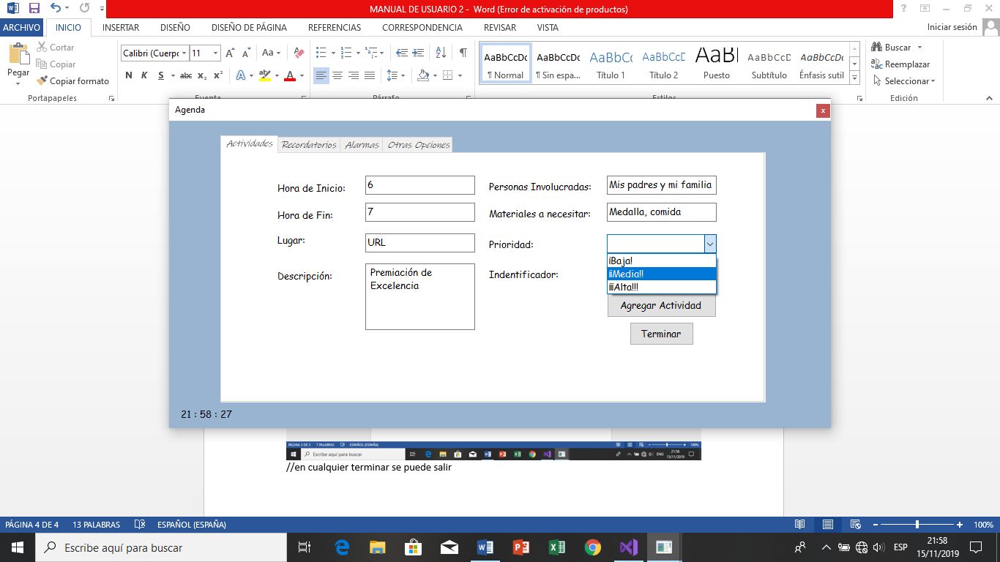 MANUAL DE USUARIO 2 - Word (Error de activación de productos)
ARCHIVO INICIO INSERTAR DISEÑO DISEÑO DE PÁGINA REFERENCIAS CORRESPONDENCIA REVISAR VISTA Iniciar sesión
Pegar
Cortar
Copiar
Copiar formato
Portapapeles
Calibri (Cuerpo 11
N K S abc x₂ x²
Fuente
Párrafo
AaBbCcDc AaBbCcDc AaBbCc AaBbCcD AaB AaBbCcD AaBbCcD
¶ Normal ¶ Sin espa... Título 1 Título 2 Puesto Subtítulo Énfasis sutil
Estilos
Buscar
Reemplazar
Seleccionar
Edición
Agenda
Actividades Recordatorios Alarmas Otras Opciones
Hora de Inicio: 6 Personas Involucradas: Mis padres y mi familia
Hora de Fin: 7 Materiales a necesitar: Medalla, comida
Lugar: URL Prioridad:
¡Baja!
¡¡Media!!
¡¡¡Alta!!!
Descripción: Premiación de
Excelencia
Indentificador:
Agregar Actividad
Terminar
21 : 58 : 27
PÁGINA 3 DE 3 7 PALABRAS ESPAÑOL (ESPAÑA) 100%
Escribe aquí para buscar ENG 21:56
15/11/2019
//en cualquier terminar se puede salir
PÁGINA 4 DE 4 13 PALABRAS ESPAÑOL (ESPAÑA) 100%
Escribe aquí para buscar ESP 21:58
15/11/2019